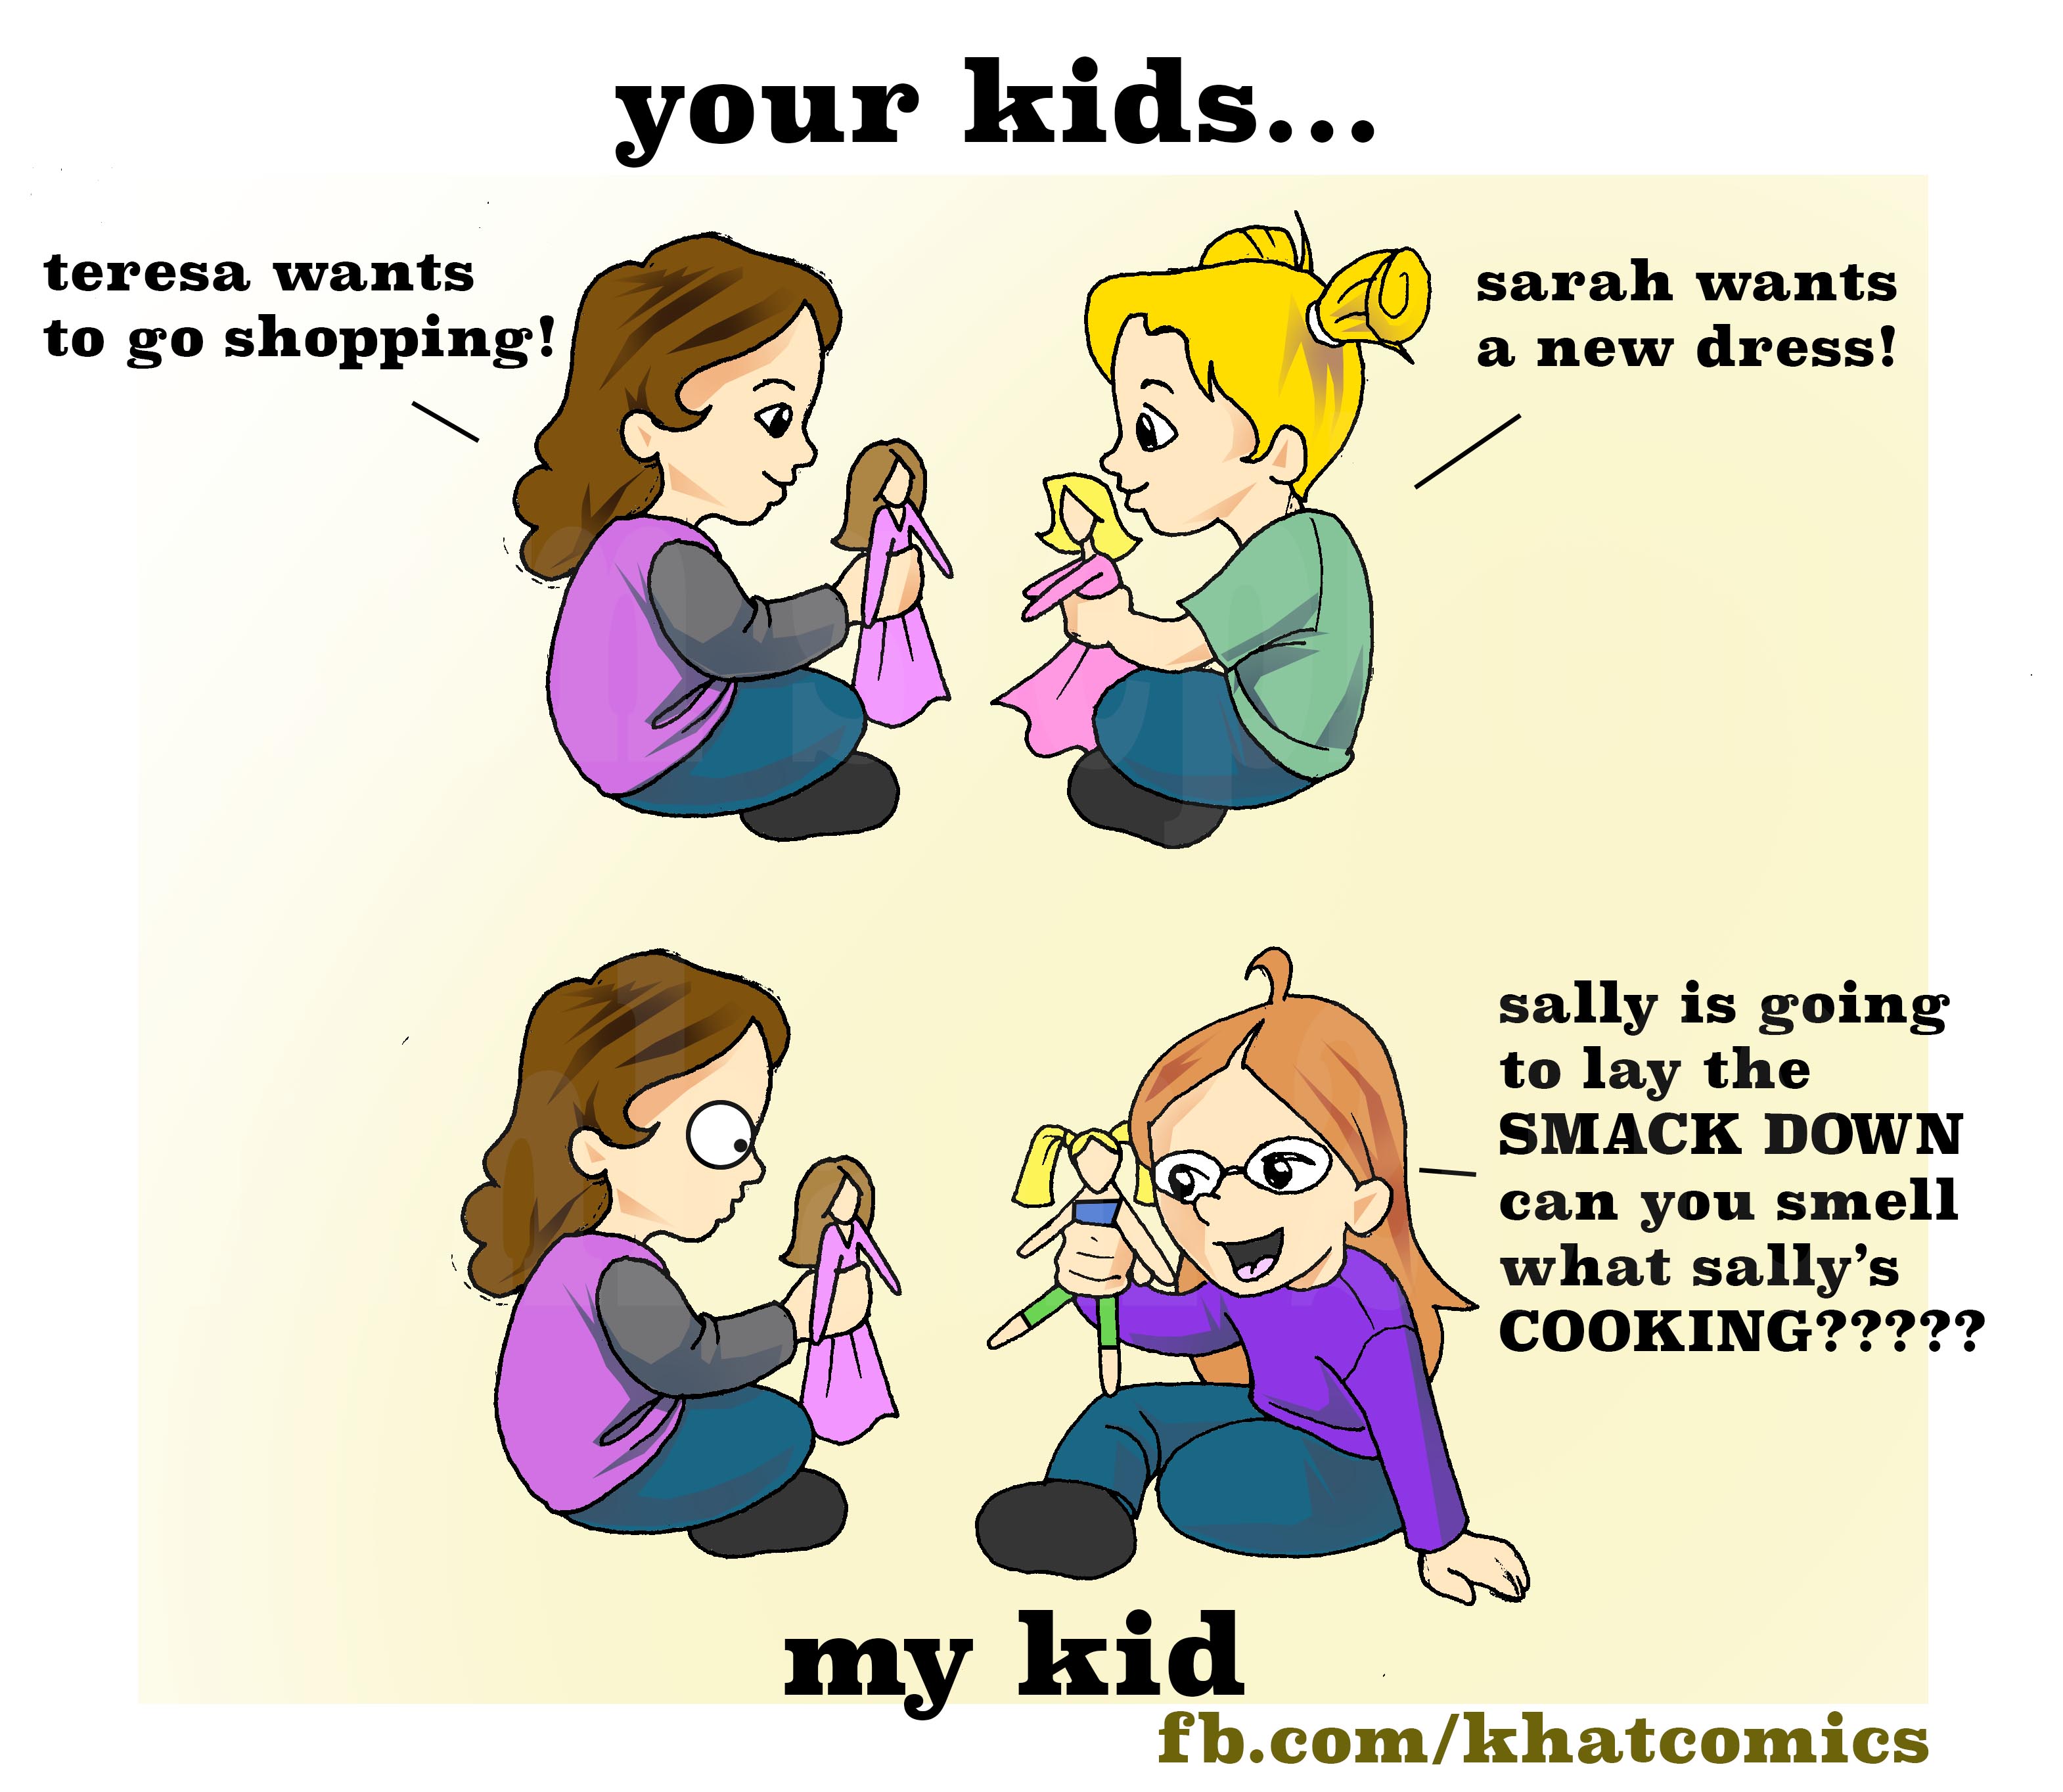 your kids...
teresa wants
to go shopping!
sarah wants
a new dress!
sally is going
to lay the
SMACK DOWN
can you smell
what sally's
COOKING?????
my kid
fb.com/khatcomics